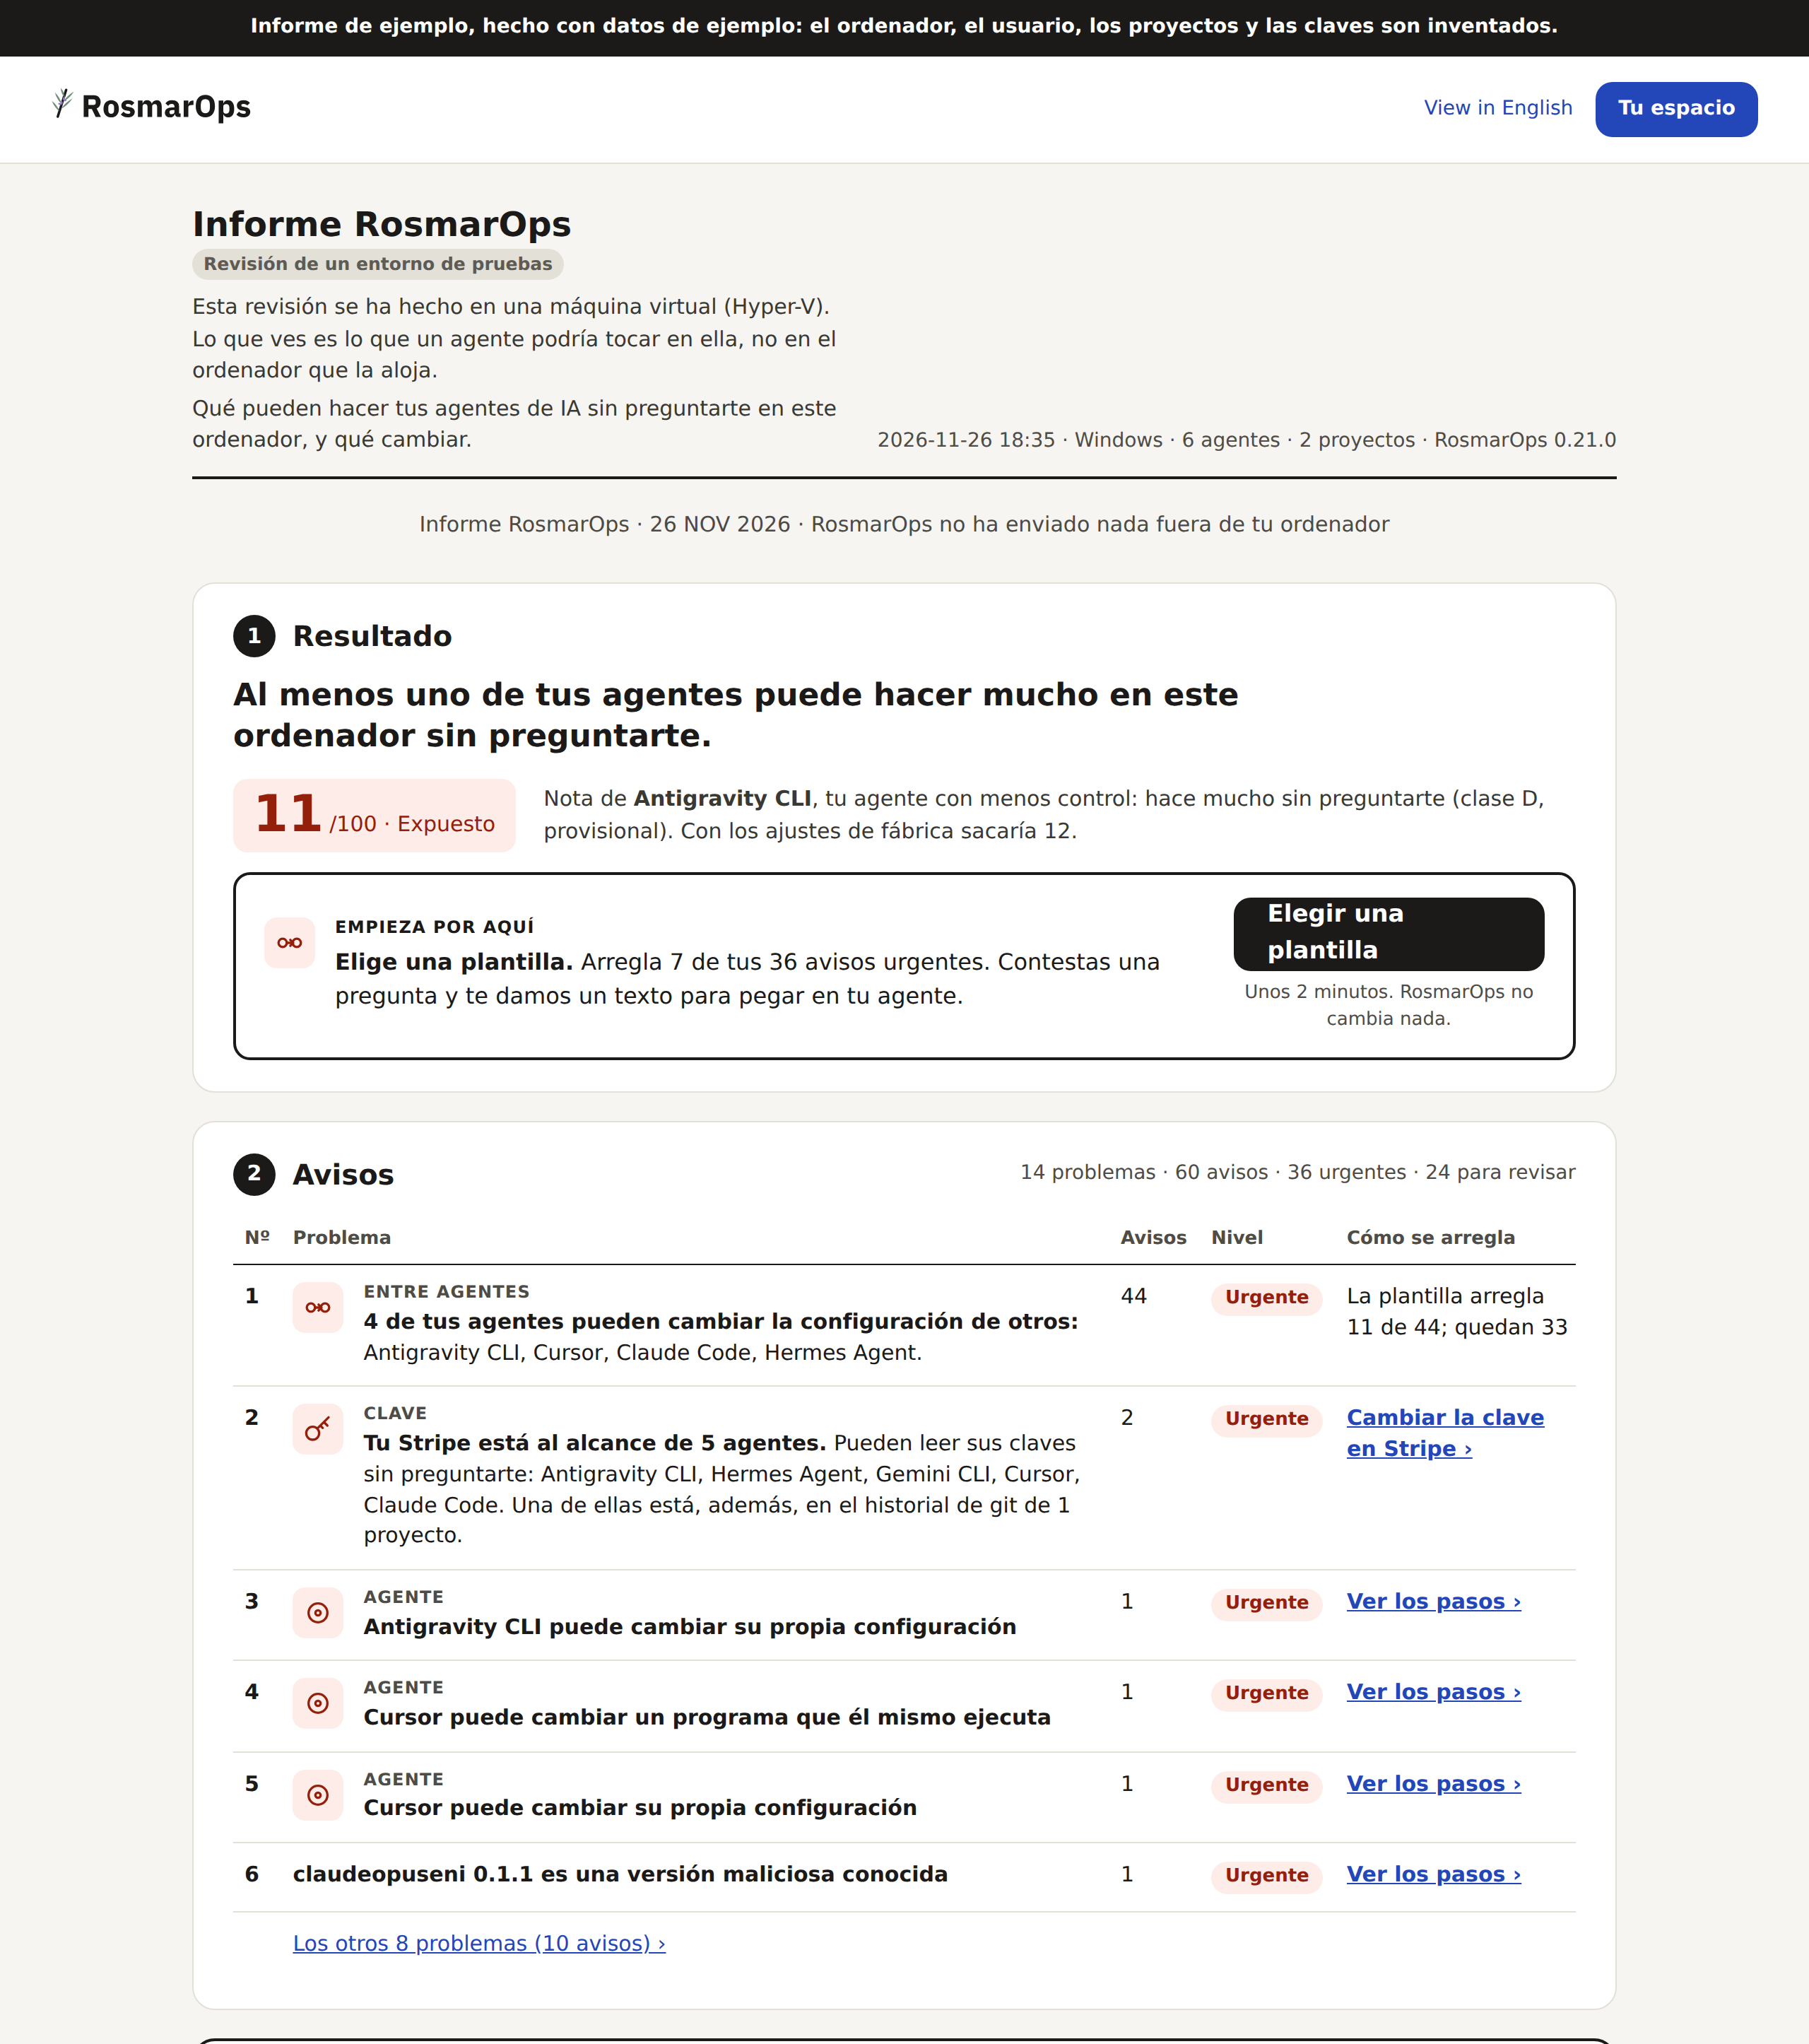 Informe de ejemplo, hecho con datos de ejemplo: el ordenador, el usuario, los proyectos y las claves son inventados.
RosmarOps
View in English
Tu espacio
Informe RosmarOps
Revisión de un entorno de pruebas
Esta revisión se ha hecho en una máquina virtual (Hyper-V).
Lo que ves es lo que un agente podría tocar en ella, no en el
ordenador que la aloja.
Qué pueden hacer tus agentes de IA sin preguntarte en este
ordenador, y qué cambiar.
2026-11-26 18:35 · Windows · 6 agentes · 2 proyectos · RosmarOps 0.21.0
Informe RosmarOps · 26 NOV 2026 · RosmarOps no ha enviado nada fuera de tu ordenador
1 Resultado
Al menos uno de tus agentes puede hacer mucho en este
ordenador sin preguntarte.
11 /100 · Expuesto
Nota de Antigravity CLI, tu agente con menos control: hace mucho sin preguntarte (clase D,
provisional). Con los ajustes de fábrica sacaría 12.
EMPIEZA POR AQUÍ
Elige una plantilla. Arregla 7 de tus 36 avisos urgentes. Contestas una
pregunta y te damos un texto para pegar en tu agente.
Elegir una
plantilla
Unos 2 minutos. RosmarOps no
cambia nada.
2 Avisos
14 problemas · 60 avisos · 36 urgentes · 24 para revisar
Nº Problema Avisos Nivel Cómo se arregla
1
ENTRE AGENTES
4 de tus agentes pueden cambiar la configuración de otros:
Antigravity CLI, Cursor, Claude Code, Hermes Agent.
44
Urgente
La plantilla arregla
11 de 44; quedan 33
2
CLAVE
Tu Stripe está al alcance de 5 agentes. Pueden leer sus claves
sin preguntarte: Antigravity CLI, Hermes Agent, Gemini CLI, Cursor,
Claude Code. Una de ellas está, además, en el historial de git de 1
proyecto.
2
Urgente
Cambiar la clave
en Stripe ›
3
AGENTE
Antigravity CLI puede cambiar su propia configuración
1
Urgente
Ver los pasos ›
4
AGENTE
Cursor puede cambiar un programa que él mismo ejecuta
1
Urgente
Ver los pasos ›
5
AGENTE
Cursor puede cambiar su propia configuración
1
Urgente
Ver los pasos ›
6
claudeopuseni 0.1.1 es una versión maliciosa conocida
1
Urgente
Ver los pasos ›
Los otros 8 problemas (10 avisos) ›